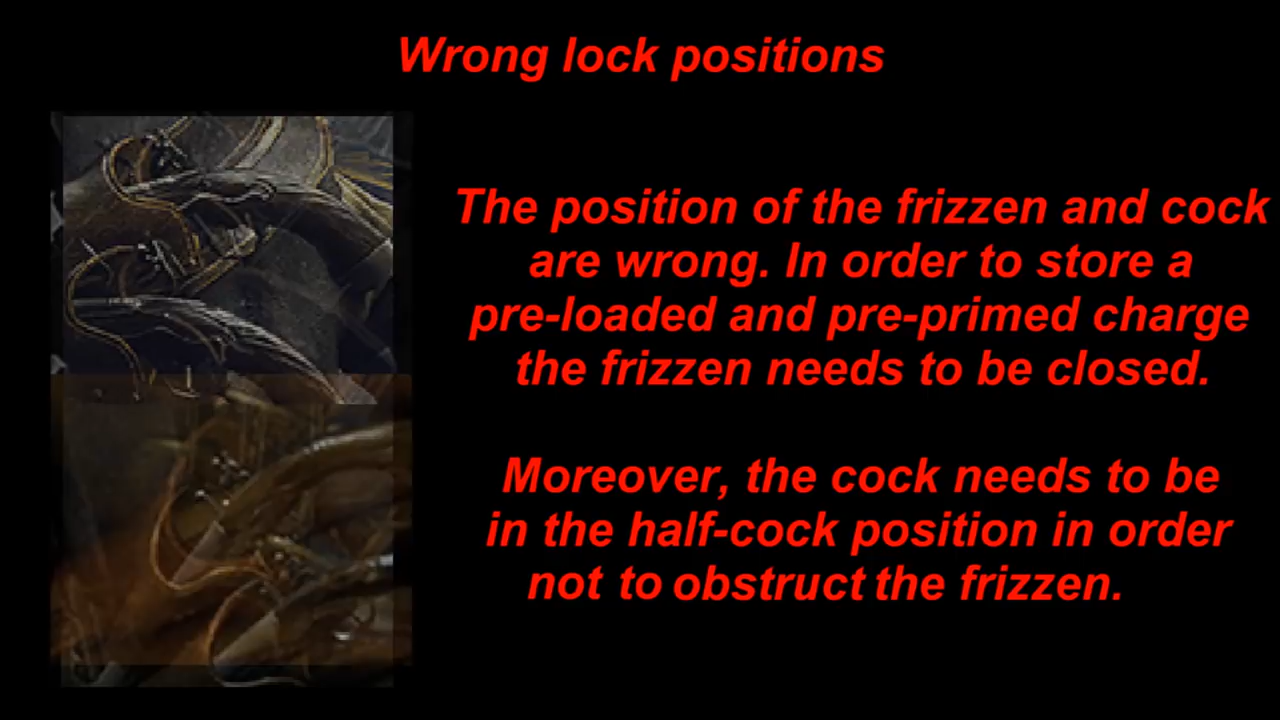 Wrong lock positions
The position of the frizzen and cock
are wrong. In order to store a
pre-loaded and pre-primed charge
the frizzen needs to be closed.
Moreover, the cock needs to be
in the half-cock position in order
not to obstruct the frizzen.